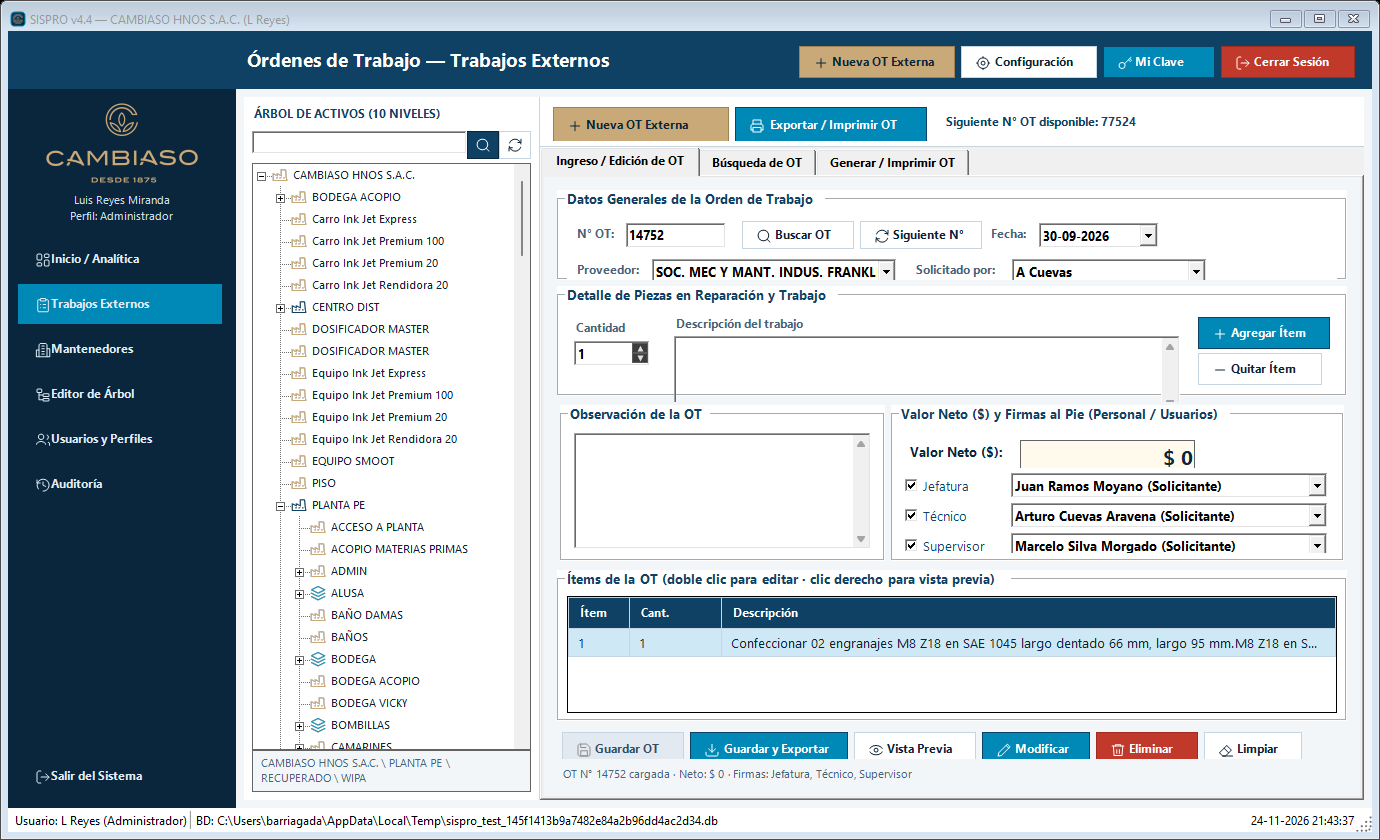 SISPRO v4.4 — CAMBIASO HNOS S.A.C. (L Reyes)
Órdenes de Trabajo — Trabajos Externos
+ Nueva OT Externa
Configuración
Mi Clave
Cerrar Sesión
CAMBIASO
DESDE 1875
Luis Reyes Miranda
Perfil: Administrador
Inicio / Analítica
Trabajos Externos
Mantenedores
Editor de Árbol
Usuarios y Perfiles
Auditoría
Salir del Sistema
ÁRBOL DE ACTIVOS (10 NIVELES)
CAMBIASO HNOS S.A.C.
BODEGA ACOPIO
Carro Ink Jet Express
Carro Ink Jet Premium 100
Carro Ink Jet Premium 20
Carro Ink Jet Rendidora 20
CENTRO DIST
DOSIFICADOR MASTER
DOSIFICADOR MASTER
Equipo Ink Jet Express
Equipo Ink Jet Premium 100
Equipo Ink Jet Premium 20
Equipo Ink Jet Rendidora 20
EQUIPO SMOOT
PISO
PLANTA PE
ACCESO A PLANTA
ACOPIO MATERIAS PRIMAS
ADMIN
ALUSA
BAÑO DAMAS
BAÑOS
BODEGA
BODEGA ACOPIO
BODEGA VICKY
BOMBILLAS
CAMARINES
CAMBIASO HNOS S.A.C. \ PLANTA PE \
RECUPERADO \ WIPA
+ Nueva OT Externa
Exportar / Imprimir OT
Siguiente N° OT disponible: 77524
Ingreso / Edición de OT
Búsqueda de OT
Generar / Imprimir OT
Datos Generales de la Orden de Trabajo
N° OT:
14752
Buscar OT
Siguiente N°
Fecha:
30-09-2026
Proveedor:
SOC. MEC Y MANT. INDUS. FRANKL
Solicitado por:
A Cuevas
Detalle de Piezas en Reparación y Trabajo
Cantidad
Descripción del trabajo
1
+ Agregar Ítem
— Quitar Ítem
Observación de la OT
Valor Neto ($) y Firmas al Pie (Personal / Usuarios)
Valor Neto ($):
$ 0
Jefatura
Juan Ramos Moyano (Solicitante)
Técnico
Arturo Cuevas Aravena (Solicitante)
Supervisor
Marcelo Silva Morgado (Solicitante)
Ítems de la OT (doble clic para editar · clic derecho para vista previa)
Ítem Cant. Descripción
1 1 Confeccionar 02 engranajes M8 Z18 en SAE 1045 largo dentado 66 mm, largo 95 mm.M8 Z18 en S...
Guardar OT
Guardar y Exportar
Vista Previa
Modificar
Eliminar
Limpiar
OT N° 14752 cargada · Neto: $ 0 · Firmas: Jefatura, Técnico, Supervisor
Usuario: L Reyes (Administrador)
BD: C:\Users\barriagada\AppData\Local\Temp\sispro_test_145f1413b9a7482e84a2b96dd4ac2d34.db
24-11-2026 21:43:37